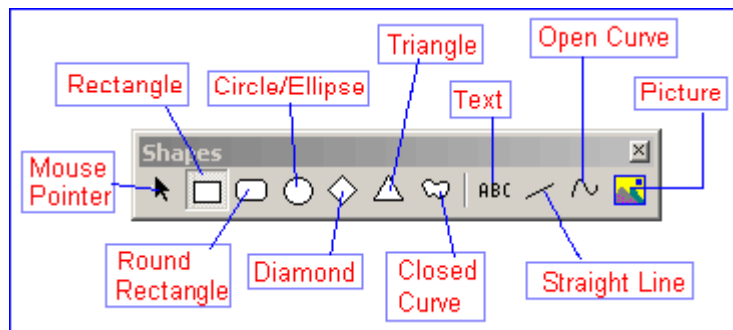 Triangle
Open Curve
Rectangle
Circle/Ellipse
Text
Picture
Shapes
Mouse
Pointer
ABC
Round
Rectangle
Diamond
Closed
Curve
Straight Line